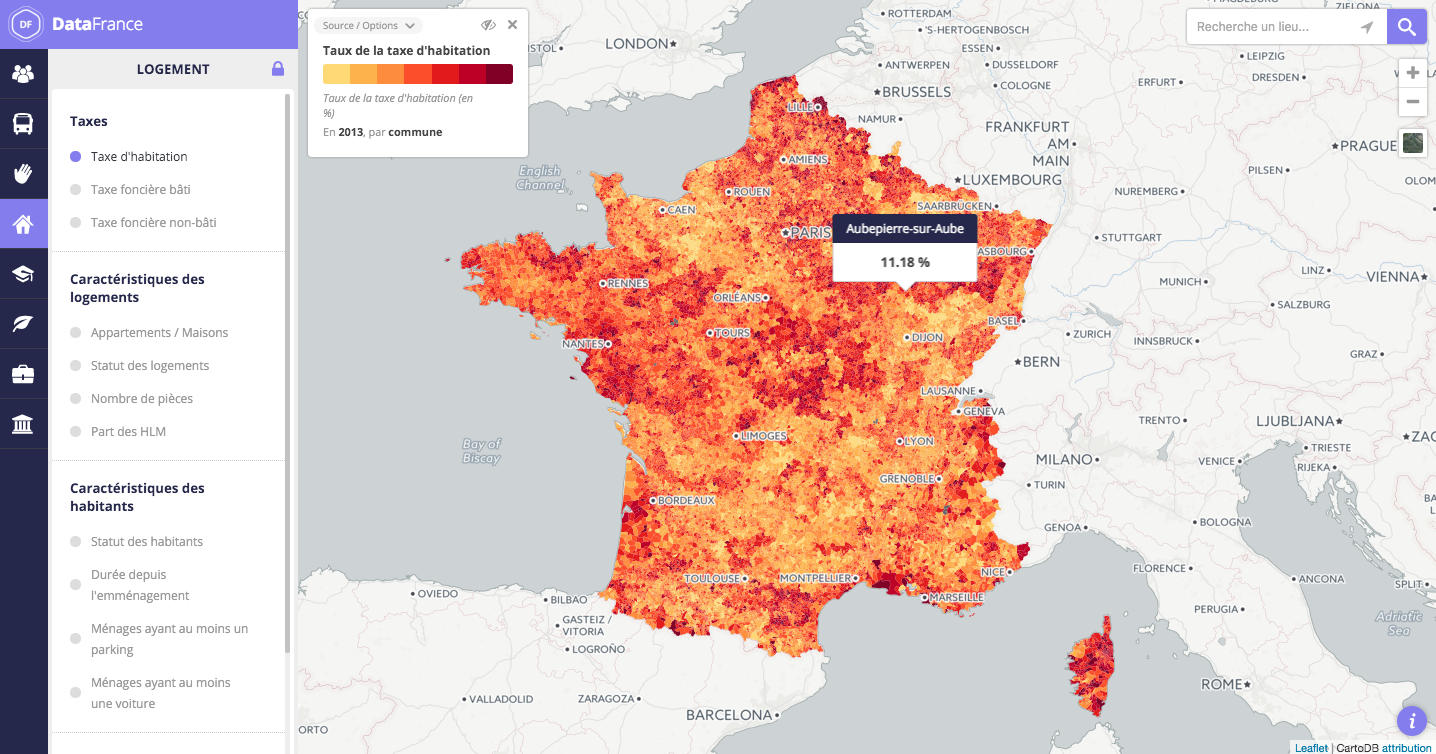 DF DataFrance
LOGEMENT
Taxes
Taxe d'habitation
Taxe foncière bâti
Taxe foncière non-bâti
Caractéristiques des
logements
Appartements / Maisons
Statut des logements
Nombre de pièces
Part des HLM
Caractéristiques des
habitants
Statut des habitants
Durée depuis
l'emménagement
Ménages ayant au moins un
parking
Ménages ayant au moins
une voiture
Source / Options
Taux de la taxe d'habitation
Taux de la taxe d'habitation (en
%)
En 2013, par commune
Recherche un lieu...
+
−
Aubepierre-sur-Aube
11.18 %
ZIELONA
ROTTERDAM
'S-HERTOGENBOSCH
LONDON
ESSEN
LEIPZIG
ANTWERPEN
DUSSELDORF
DRESDEN
ERFURT
COLOGNE
BRUSSELS
LILLE
NAMUR
FRANKFURT
AM
MAIN
PRAGUE
AMIENS
English
Channel
PILSEN
LUXEMBOURG
OLOM
ROUEN
NUREMBERG
CAEN
SAARBRUCKEN
PARIS
STUTTGART
ASBOURG
LINZ
VIENNA
RENNES
MUNICH
ORLÉANS
SALZBURG
BASEL
TOURS
ZURICH
DIJON
NANTES
INNSBRUCK
GRAZ
BERN
LAUSANNE
GENEVA
TRENTO
LJUBLJANA
LIMOGES
LYON
ZAG
Bay of
Biscay
TRIESTE
MILANO
VENICE
RIJEKA
GRENOBLE
TURIN
BORDEAUX
BOLOGNA
GENOA
FLORENCE
NICE
TOULOUSE
MONTPELLIER
ANCONA
SPLIT
OVIEDO
BILBAO
MARSEILLE
PERUGIA
Adriatic
Sea
GASTEIZ /
VITORIA
LOGROÑO
ROME
VALLADOLID
ZARAGOZA
BARCELONA
ORTO
i
Leaflet | CartoDB attribution